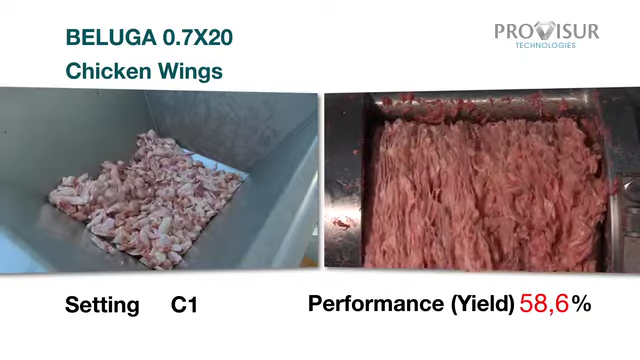 BELUGA 0.7X20
Chicken Wings
PROVISUR
TECHNOLOGIES
Setting C1
Performance (Yield) 58,6%